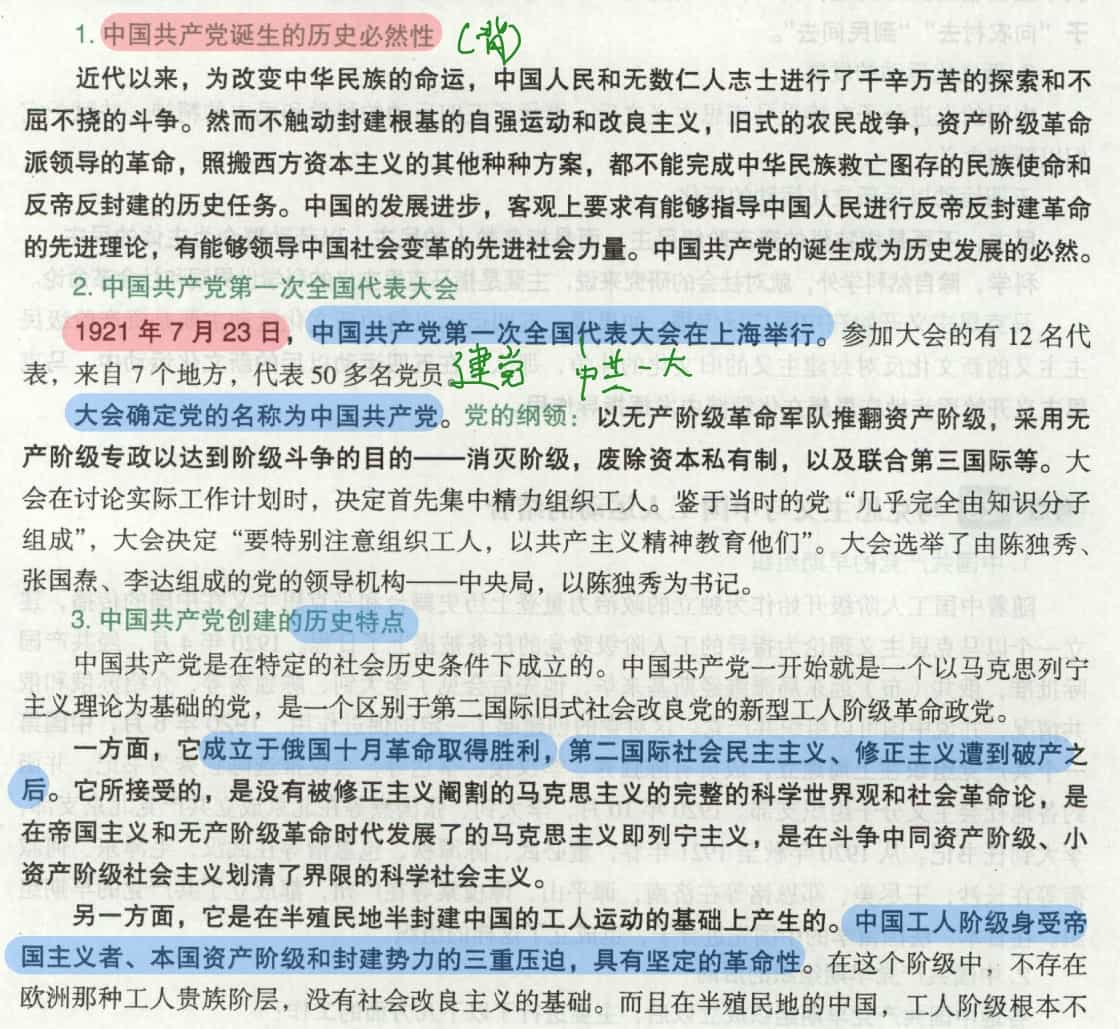 1. 中国共产党诞生的历史必然性 (背)
近代以来，为改变中华民族的命运，中国人民和无数仁人志士进行了千辛万苦的探索和不
屈不挠的斗争。然而不触动封建根基的自强运动和改良主义，旧式的农民战争，资产阶级革命
派领导的革命，照搬西方资本主义的其他种种方案，都不能完成中华民族救亡图存的民族使命和
反帝反封建的历史任务。中国的发展进步，客观上要求有能够指导中国人民进行反帝反封建革命
的先进理论，有能够领导中国社会变革的先进社会力量。中国共产党的诞生成为历史发展的必然。
2. 中国共产党第一次全国代表大会
1921 年 7 月 23 日，中国共产党第一次全国代表大会在上海举行。参加大会的有 12 名代
表，来自 7 个地方，代表 50 多名党员。建党 中共一大
大会确定党的名称为中国共产党。党的纲领：以无产阶级革命军队推翻资产阶级，采用无
产阶级专政以达到阶级斗争的目的——消灭阶级，废除资本私有制，以及联合第三国际等。大
会在讨论实际工作计划时，决定首先集中精力组织工人。鉴于当时的党“几乎完全由知识分子
组成”，大会决定“要特别注意组织工人，以共产主义精神教育他们”。大会选举了由陈独秀、
张国焘、李达组成的党的领导机构——中央局，以陈独秀为书记。
3. 中国共产党创建的历史特点
中国共产党是在特定的社会历史条件下成立的。中国共产党一开始就是一个以马克思列宁
主义理论为基础的党，是一个区别于第二国际旧式社会改良党的新型工人阶级革命政党。
一方面，它成立于俄国十月革命取得胜利，第二国际社会民主主义、修正主义遭到破产之
后。它所接受的，是没有被修正主义阉割的马克思主义的完整的科学世界观和社会革命论，是
在帝国主义和无产阶级革命时代发展了的马克思主义即列宁主义，是在斗争中同资产阶级、小
资产阶级社会主义划清了界限的科学社会主义。
另一方面，它是在半殖民地半封建中国的工人运动的基础上产生的。中国工人阶级身受帝
国主义者、本国资产阶级和封建势力的三重压迫，具有坚定的革命性。在这个阶级中，不存在
欧洲那种工人贵族阶层，没有社会改良主义的基础。而且在半殖民地的中国，工人阶级根本不